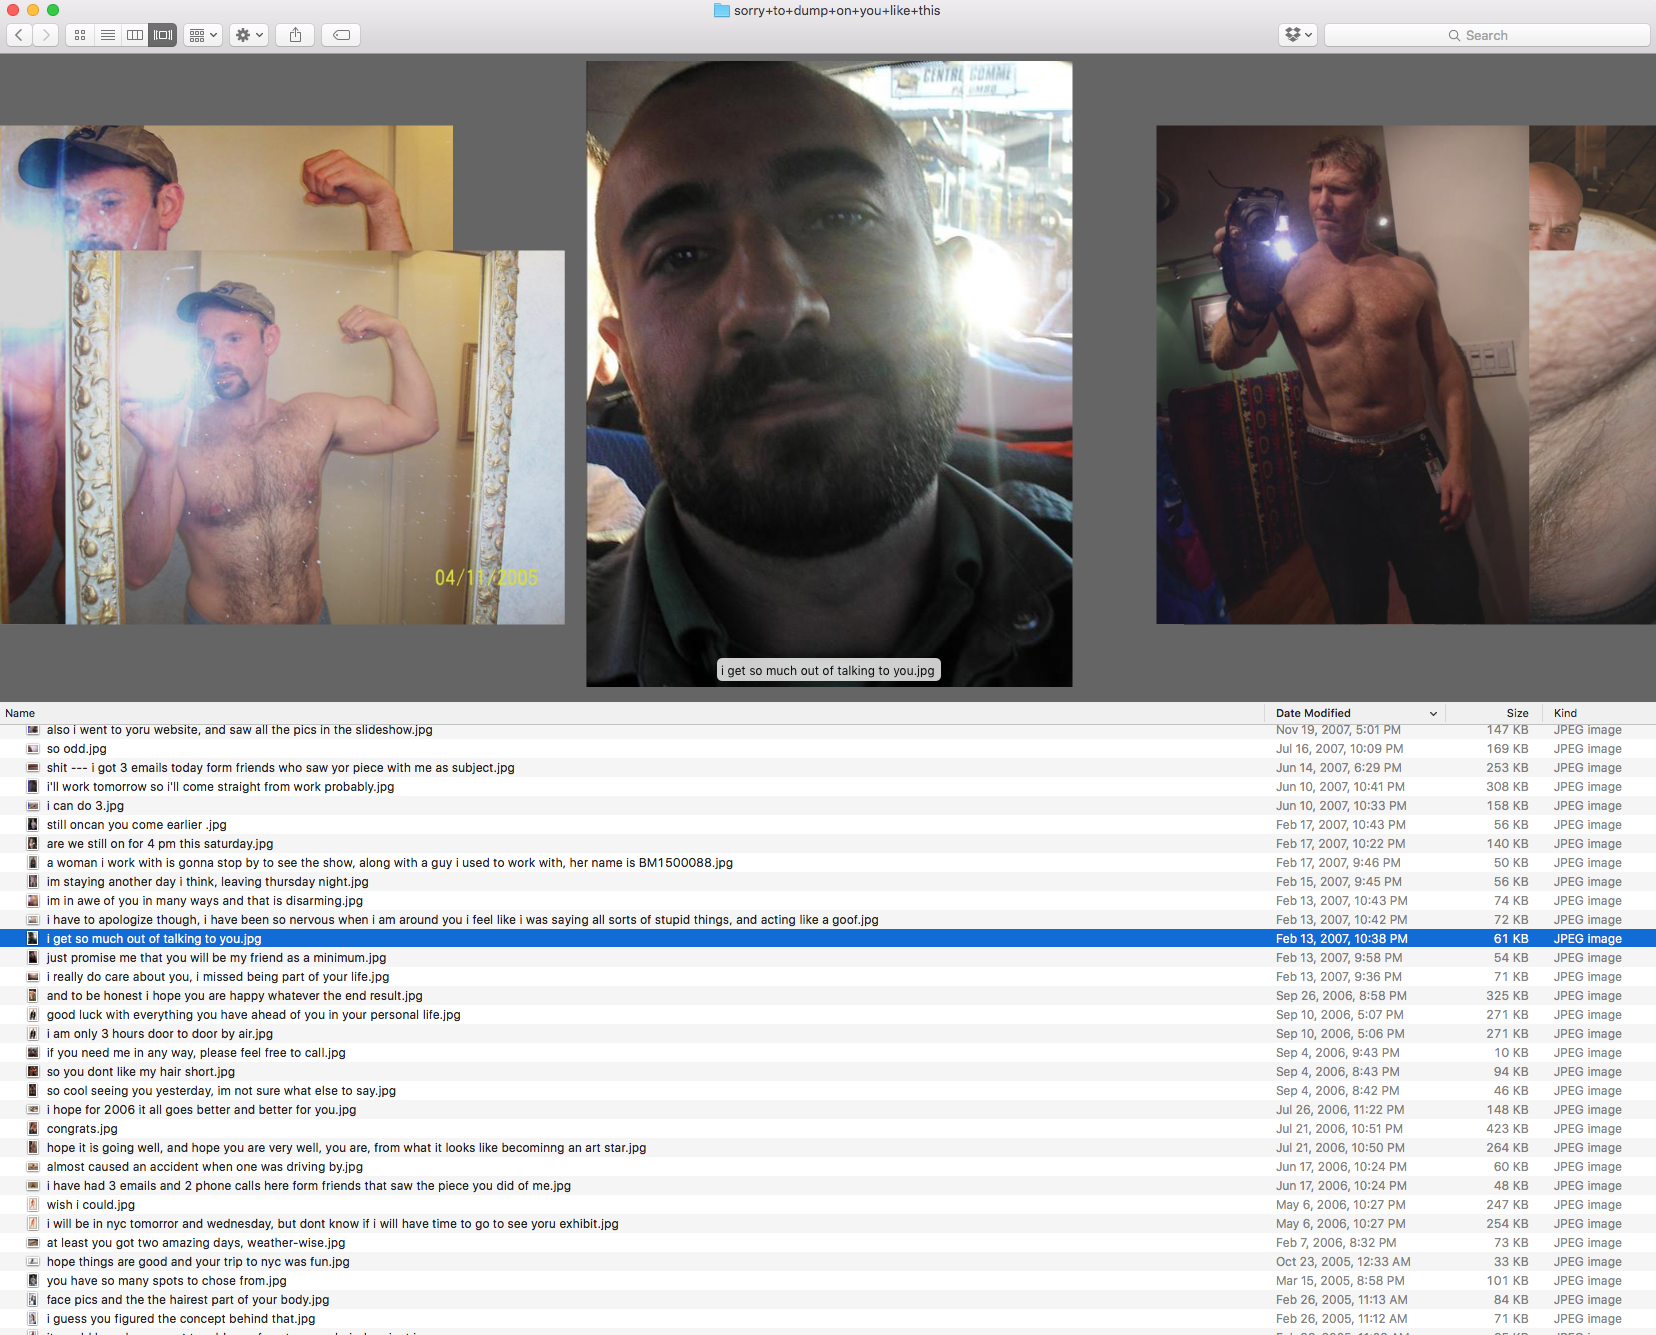 sorry+to+dump+on+you+like+this
Search
CENTRE GOMME
PALUMBO
04/11/2005
i get so much out of talking to you.jpg
Name Date Modified Size Kind
also i went to yoru website, and saw all the pics in the slideshow.jpg Nov 19, 2007, 5:01 PM 147 KB JPEG image
so odd.jpg Jul 16, 2007, 10:09 PM 169 KB JPEG image
shit --- i got 3 emails today form friends who saw yor piece with me as subject.jpg Jun 14, 2007, 6:29 PM 253 KB JPEG image
i'll work tomorrow so i'll come straight from work probably.jpg Jun 10, 2007, 10:41 PM 308 KB JPEG image
i can do 3.jpg Jun 10, 2007, 10:33 PM 158 KB JPEG image
still oncan you come earlier .jpg Feb 17, 2007, 10:43 PM 56 KB JPEG image
are we still on for 4 pm this saturday.jpg Feb 17, 2007, 10:22 PM 140 KB JPEG image
a woman i work with is gonna stop by to see the show, along with a guy i used to work with, her name is BM1500088.jpg Feb 17, 2007, 9:46 PM 50 KB JPEG image
im staying another day i think, leaving thursday night.jpg Feb 15, 2007, 9:45 PM 56 KB JPEG image
im in awe of you in many ways and that is disarming.jpg Feb 13, 2007, 10:43 PM 74 KB JPEG image
i have to apologize though, i have been so nervous when i am around you i feel like i was saying all sorts of stupid things, and acting like a goof.jpg Feb 13, 2007, 10:42 PM 72 KB JPEG image
i get so much out of talking to you.jpg Feb 13, 2007, 10:38 PM 61 KB JPEG image
just promise me that you will be my friend as a minimum.jpg Feb 13, 2007, 9:58 PM 54 KB JPEG image
i really do care about you, i missed being part of your life.jpg Feb 13, 2007, 9:36 PM 71 KB JPEG image
and to be honest i hope you are happy whatever the end result.jpg Sep 26, 2006, 8:58 PM 325 KB JPEG image
good luck with everything you have ahead of you in your personal life.jpg Sep 10, 2006, 5:07 PM 271 KB JPEG image
i am only 3 hours door to door by air.jpg Sep 10, 2006, 5:06 PM 271 KB JPEG image
if you need me in any way, please feel free to call.jpg Sep 4, 2006, 9:43 PM 10 KB JPEG image
so you dont like my hair short.jpg Sep 4, 2006, 8:43 PM 94 KB JPEG image
so cool seeing you yesterday, im not sure what else to say.jpg Sep 4, 2006, 8:42 PM 46 KB JPEG image
i hope for 2006 it all goes better and better for you.jpg Jul 26, 2006, 11:22 PM 148 KB JPEG image
congrats.jpg Jul 21, 2006, 10:51 PM 423 KB JPEG image
hope it is going well, and hope you are very well, you are, from what it looks like becominng an art star.jpg Jul 21, 2006, 10:50 PM 264 KB JPEG image
almost caused an accident when one was driving by.jpg Jun 17, 2006, 10:24 PM 60 KB JPEG image
i have had 3 emails and 2 phone calls here form friends that saw the piece you did of me.jpg Jun 17, 2006, 10:24 PM 48 KB JPEG image
wish i could.jpg May 6, 2006, 10:27 PM 247 KB JPEG image
i will be in nyc tomorror and wednesday, but dont know if i will have time to go to see yoru exhibit.jpg May 6, 2006, 10:27 PM 254 KB JPEG image
at least you got two amazing days, weather-wise.jpg Feb 7, 2006, 8:32 PM 73 KB JPEG image
hope things are good and your trip to nyc was fun.jpg Oct 23, 2005, 12:33 AM 33 KB JPEG image
you have so many spots to chose from.jpg Mar 15, 2005, 8:58 PM 101 KB JPEG image
face pics and the the hairest part of your body.jpg Feb 26, 2005, 11:13 AM 84 KB JPEG image
i guess you figured the concept behind that.jpg Feb 26, 2005, 11:12 AM 71 KB JPEG image